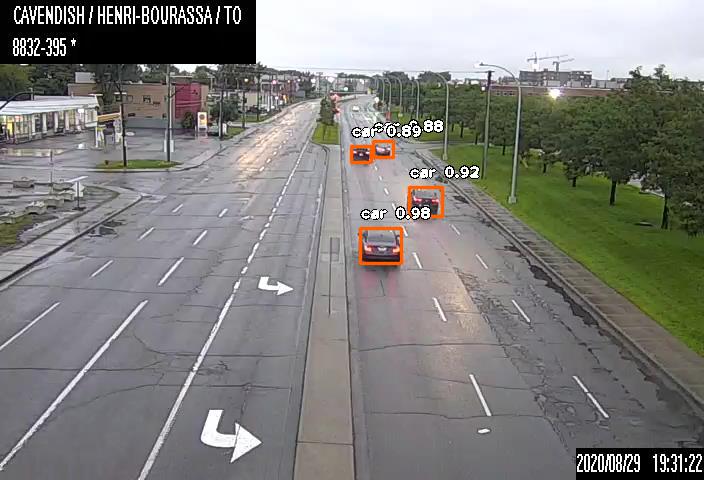 CAVENDISH / HENRI-BOURASSA / TO
8832-395 *
car 0.89
0.88
car 0.92
car 0.98
2020/08/29 19:31:22